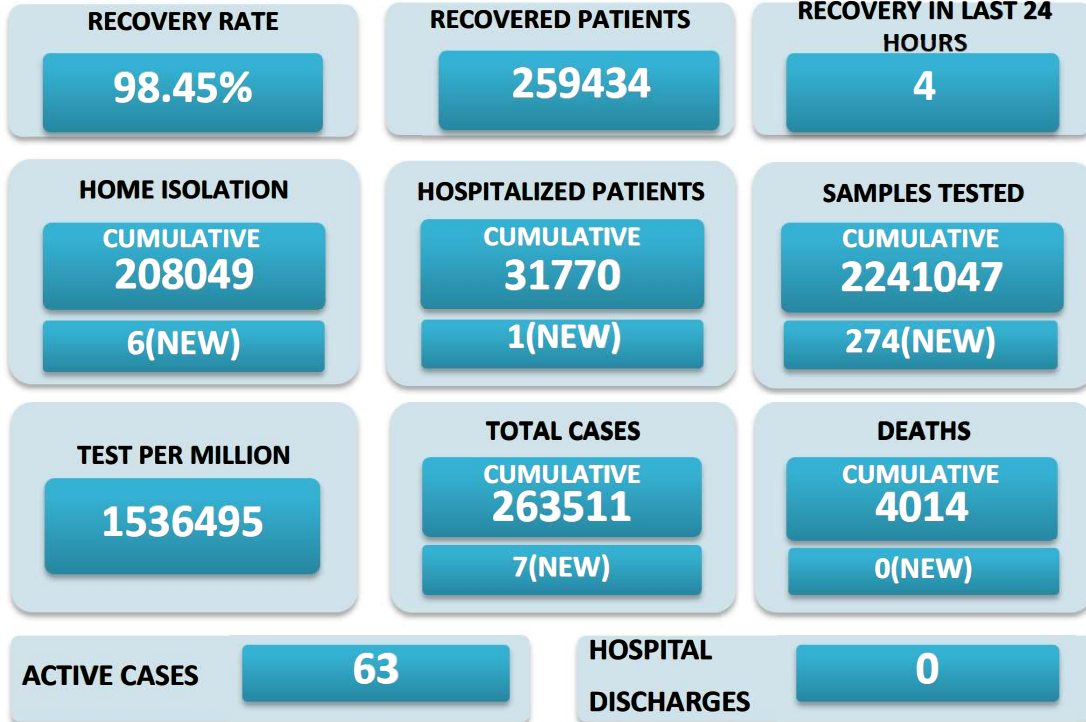 RECOVERY RATE
98.45%
RECOVERED PATIENTS
259434
RECOVERY IN LAST 24
HOURS
4
HOME ISOLATION
CUMULATIVE
208049
6(NEW)
HOSPITALIZED PATIENTS
CUMULATIVE
31770
1(NEW)
SAMPLES TESTED
CUMULATIVE
2241047
274(NEW)
TEST PER MILLION
1536495
TOTAL CASES
CUMULATIVE
263511
7(NEW)
DEATHS
CUMULATIVE
4014
0(NEW)
ACTIVE CASES
63
HOSPITAL
DISCHARGES
0